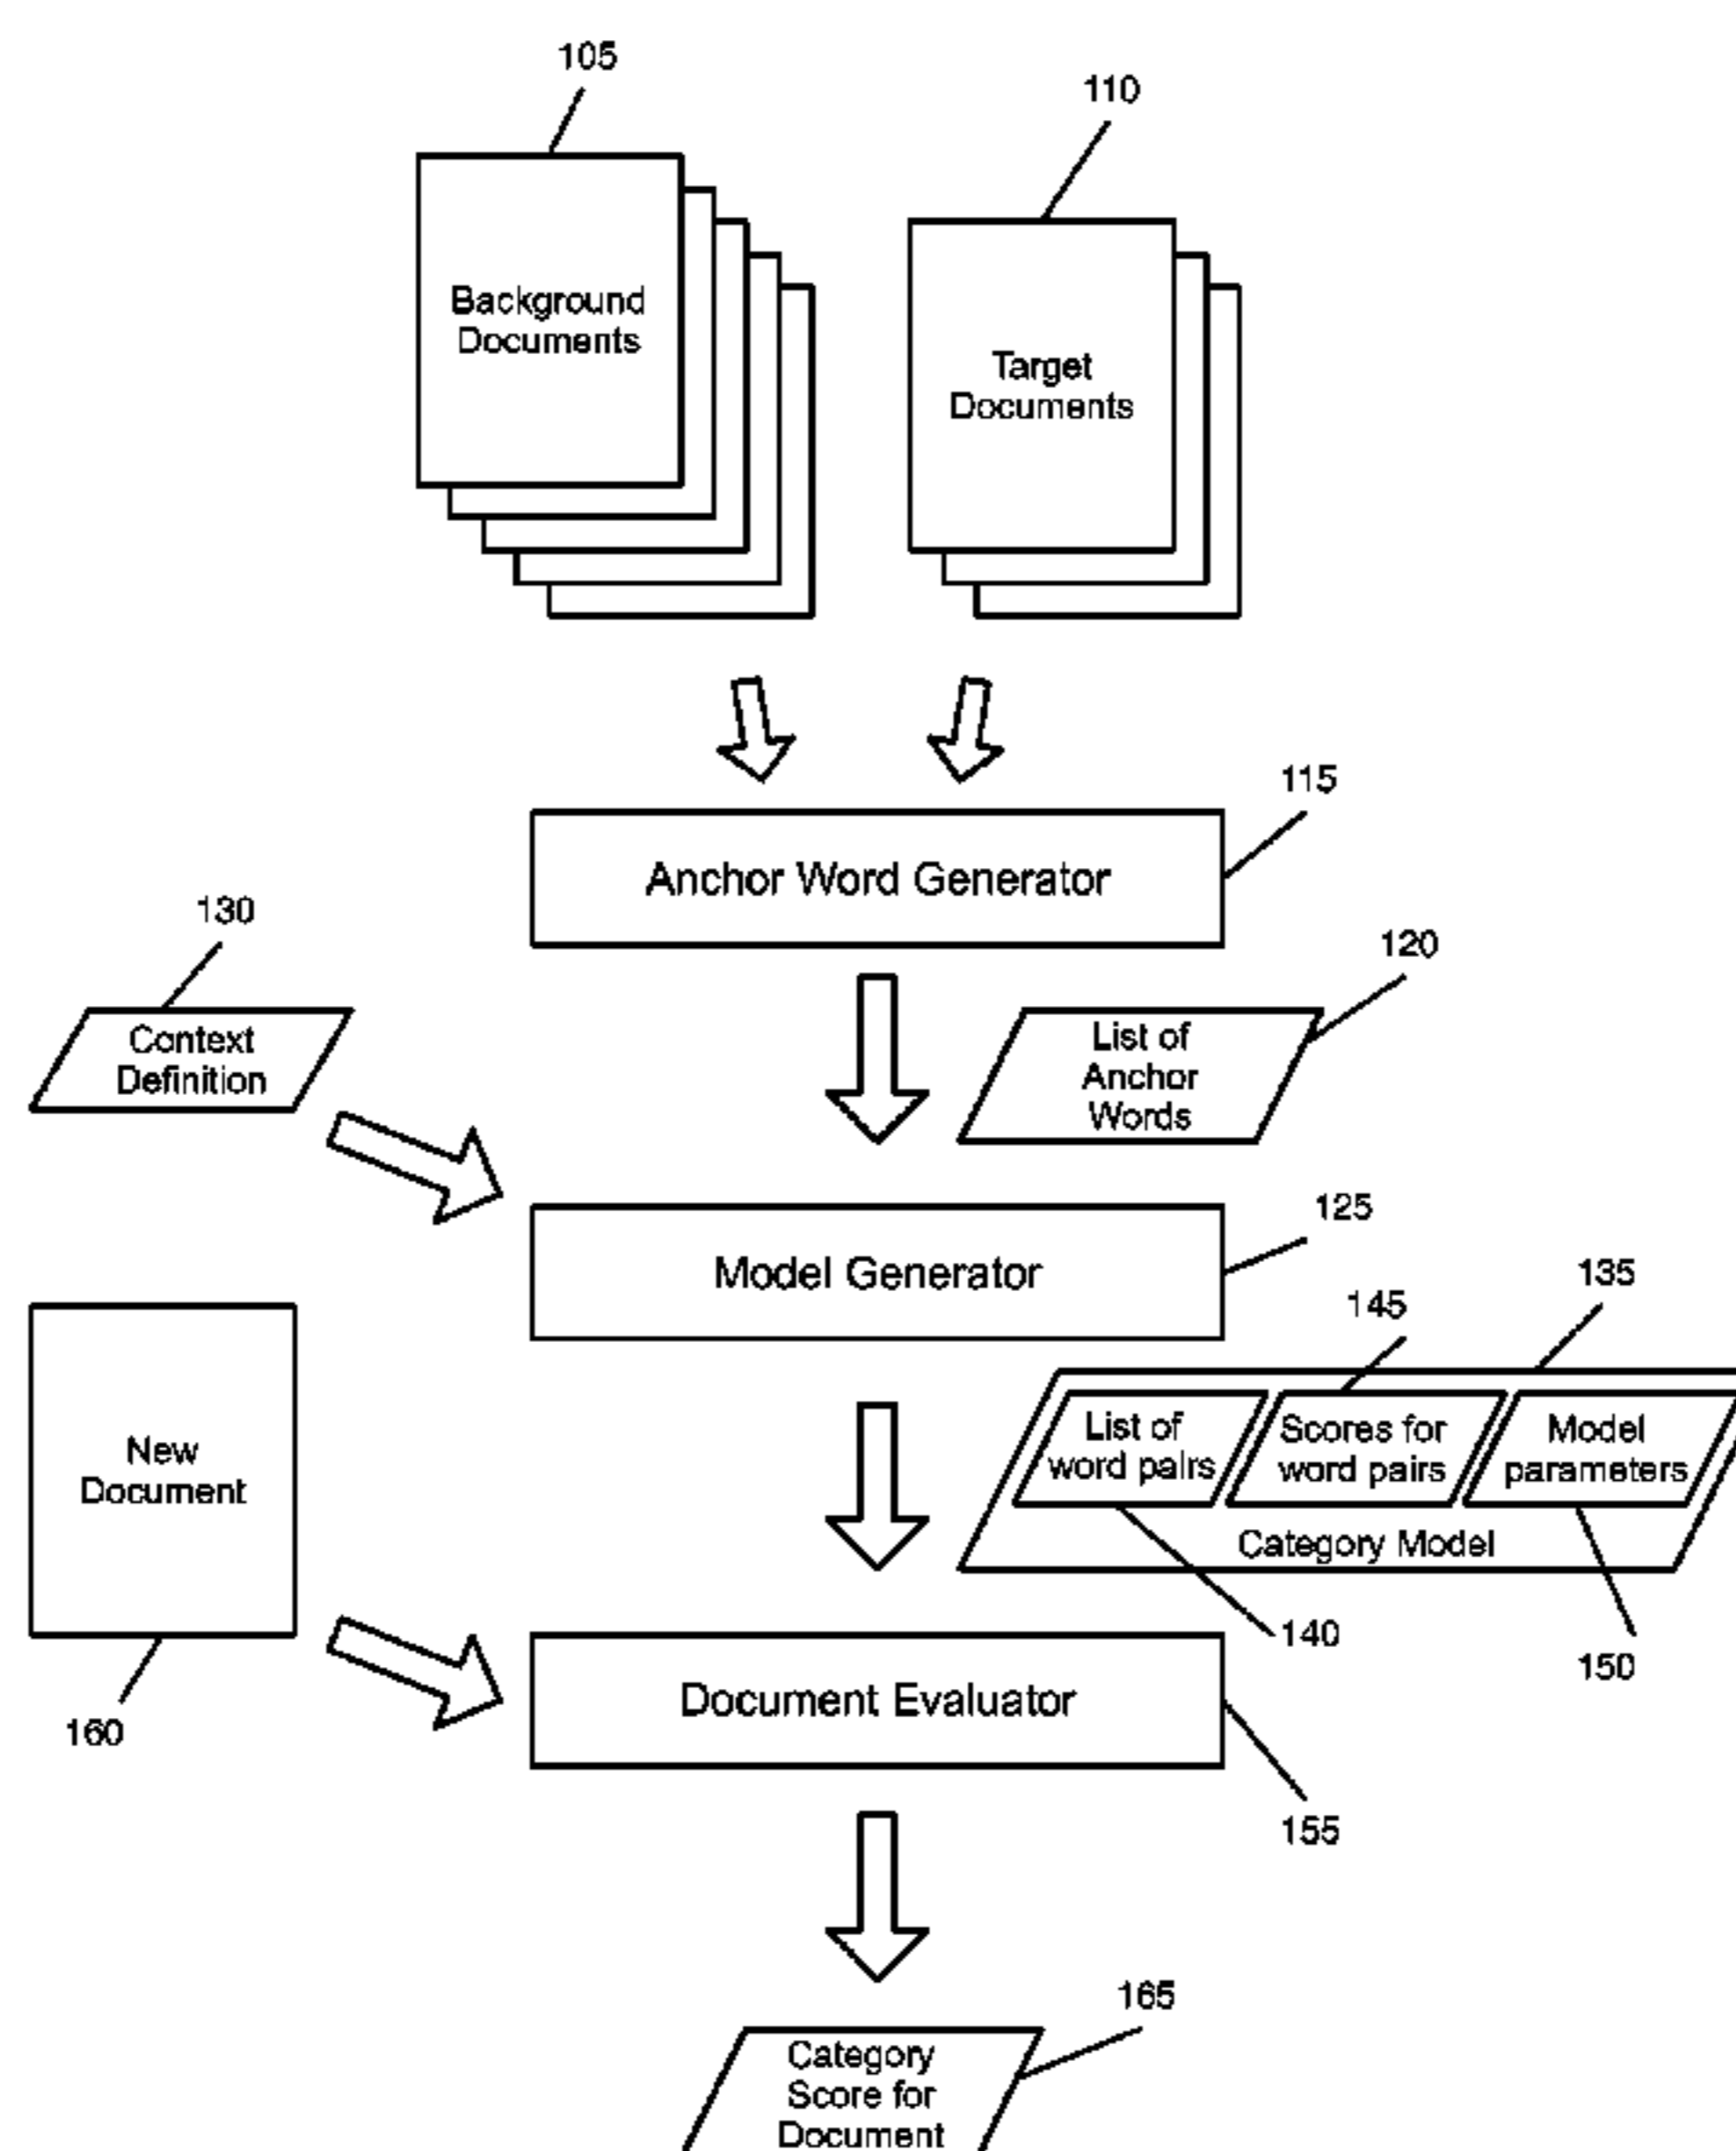 105
110
Background
Documents
Target
Documents
115
Anchor Word Generator
130
120
Context
Definition
List of
Anchor
Words
125
Model Generator
135
145
New
Document
List of
word pairs
Scores for
word pairs
Model
parameters
Category Model
140
150
160
Document Evaluator
155
165
Category
Score for
Document